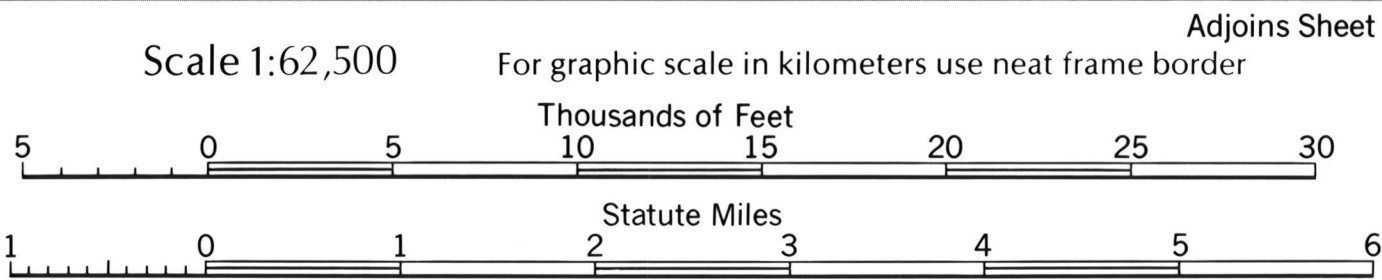 Adjoins Sheet
Scale 1:62,500 For graphic scale in kilometers use neat frame border
Thousands of Feet
5 0 5 10 15 20 25 30
Statute Miles
1 0 1 2 3 4 5 6